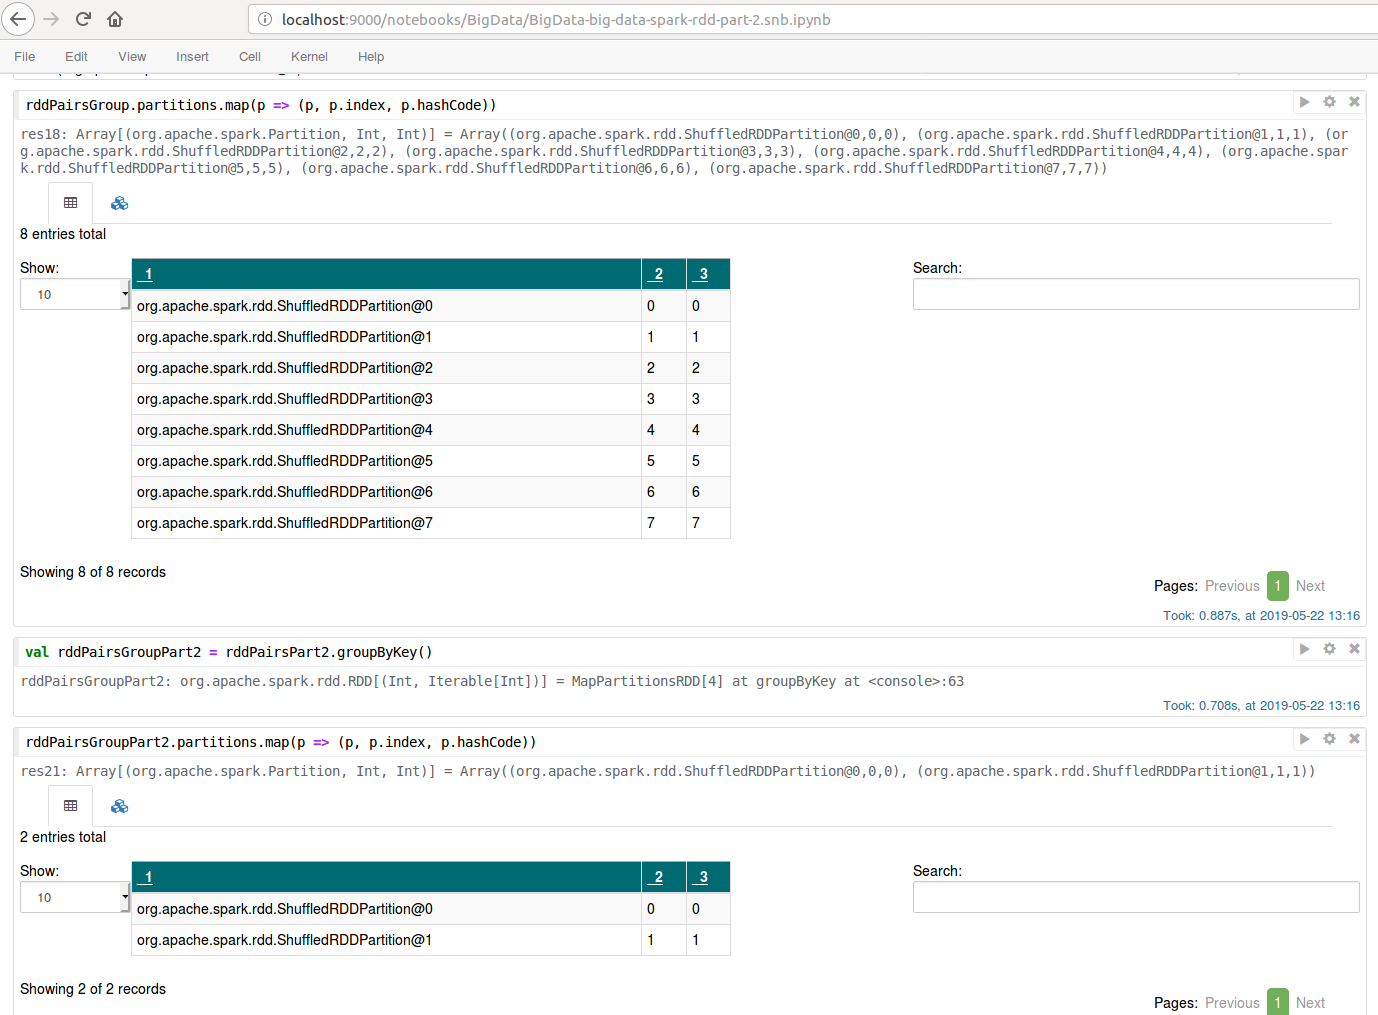 localhost:9000/notebooks/BigData/BigData-big-data-spark-rdd-part-2.snb.ipynb
File Edit View Insert Cell Kernel Help
rddPairsGroup.partitions.map(p => (p, p.index, p.hashCode))
res18: Array[(org.apache.spark.Partition, Int, Int)] = Array((org.apache.spark.rdd.ShuffledRDDPartition@0,0,0), (org.apache.spark.rdd.ShuffledRDDPartition@1,1,1), (or
g.apache.spark.rdd.ShuffledRDDPartition@2,2,2), (org.apache.spark.rdd.ShuffledRDDPartition@3,3,3), (org.apache.spark.rdd.ShuffledRDDPartition@4,4,4), (org.apache.spar
k.rdd.ShuffledRDDPartition@5,5,5), (org.apache.spark.rdd.ShuffledRDDPartition@6,6,6), (org.apache.spark.rdd.ShuffledRDDPartition@7,7,7))
8 entries total
Show:
10
Search:
_1 _2 _3
org.apache.spark.rdd.ShuffledRDDPartition@0 0 0
org.apache.spark.rdd.ShuffledRDDPartition@1 1 1
org.apache.spark.rdd.ShuffledRDDPartition@2 2 2
org.apache.spark.rdd.ShuffledRDDPartition@3 3 3
org.apache.spark.rdd.ShuffledRDDPartition@4 4 4
org.apache.spark.rdd.ShuffledRDDPartition@5 5 5
org.apache.spark.rdd.ShuffledRDDPartition@6 6 6
org.apache.spark.rdd.ShuffledRDDPartition@7 7 7
Showing 8 of 8 records
Pages: Previous 1 Next
Took: 0.887s, at 2019-05-22 13:16
val rddPairsGroupPart2 = rddPairsPart2.groupByKey()
rddPairsGroupPart2: org.apache.spark.rdd.RDD[(Int, Iterable[Int])] = MapPartitionsRDD[4] at groupByKey at <console>:63
Took: 0.708s, at 2019-05-22 13:16
rddPairsGroupPart2.partitions.map(p => (p, p.index, p.hashCode))
res21: Array[(org.apache.spark.Partition, Int, Int)] = Array((org.apache.spark.rdd.ShuffledRDDPartition@0,0,0), (org.apache.spark.rdd.ShuffledRDDPartition@1,1,1))
2 entries total
Show:
10
Search:
_1 _2 _3
org.apache.spark.rdd.ShuffledRDDPartition@0 0 0
org.apache.spark.rdd.ShuffledRDDPartition@1 1 1
Showing 2 of 2 records
Pages: Previous 1 Next